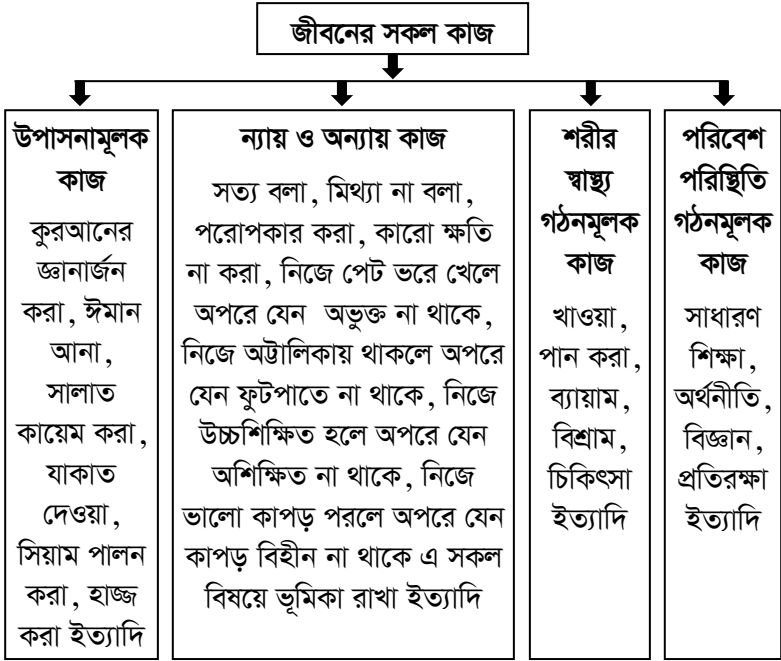 জীবনের সকল কাজ
উপাসনামূলক
কাজ
কুরআনের
জ্ঞানার্জন
করা, ঈমান
আনা,
সালাত
কায়েম করা,
যাকাত
দেওয়া,
সিয়াম পালন
করা, হাজ্জ
করা ইত্যাদি
ন্যায় ও অন্যায় কাজ
সত্য বলা, মিথ্যা না বলা,
পরোপকার করা, কারো ক্ষতি
না করা, নিজে পেট ভরে খেলে
অপরে যেন অভুক্ত না থাকে,
নিজে অট্টালিকায় থাকলে অপরে
যেন ফুটপাতে না থাকে, নিজে
উচ্চশিক্ষিত হলে অপরে যেন
অশিক্ষিত না থাকে, নিজে
ভালো কাপড় পরলে অপরে যেন
কাপড় বিহীন না থাকে এ সকল
বিষয়ে ভূমিকা রাখা ইত্যাদি
শরীর
স্বাস্থ্য
গঠনমূলক
কাজ
খাওয়া,
পান করা,
ব্যায়াম,
বিশ্রাম,
চিকিৎসা
ইত্যাদি
পরিবেশ
পরিস্থিতি
গঠনমূলক
কাজ
সাধারণ
শিক্ষা,
অর্থনীতি,
বিজ্ঞান,
প্রতিরক্ষা
ইত্যাদি